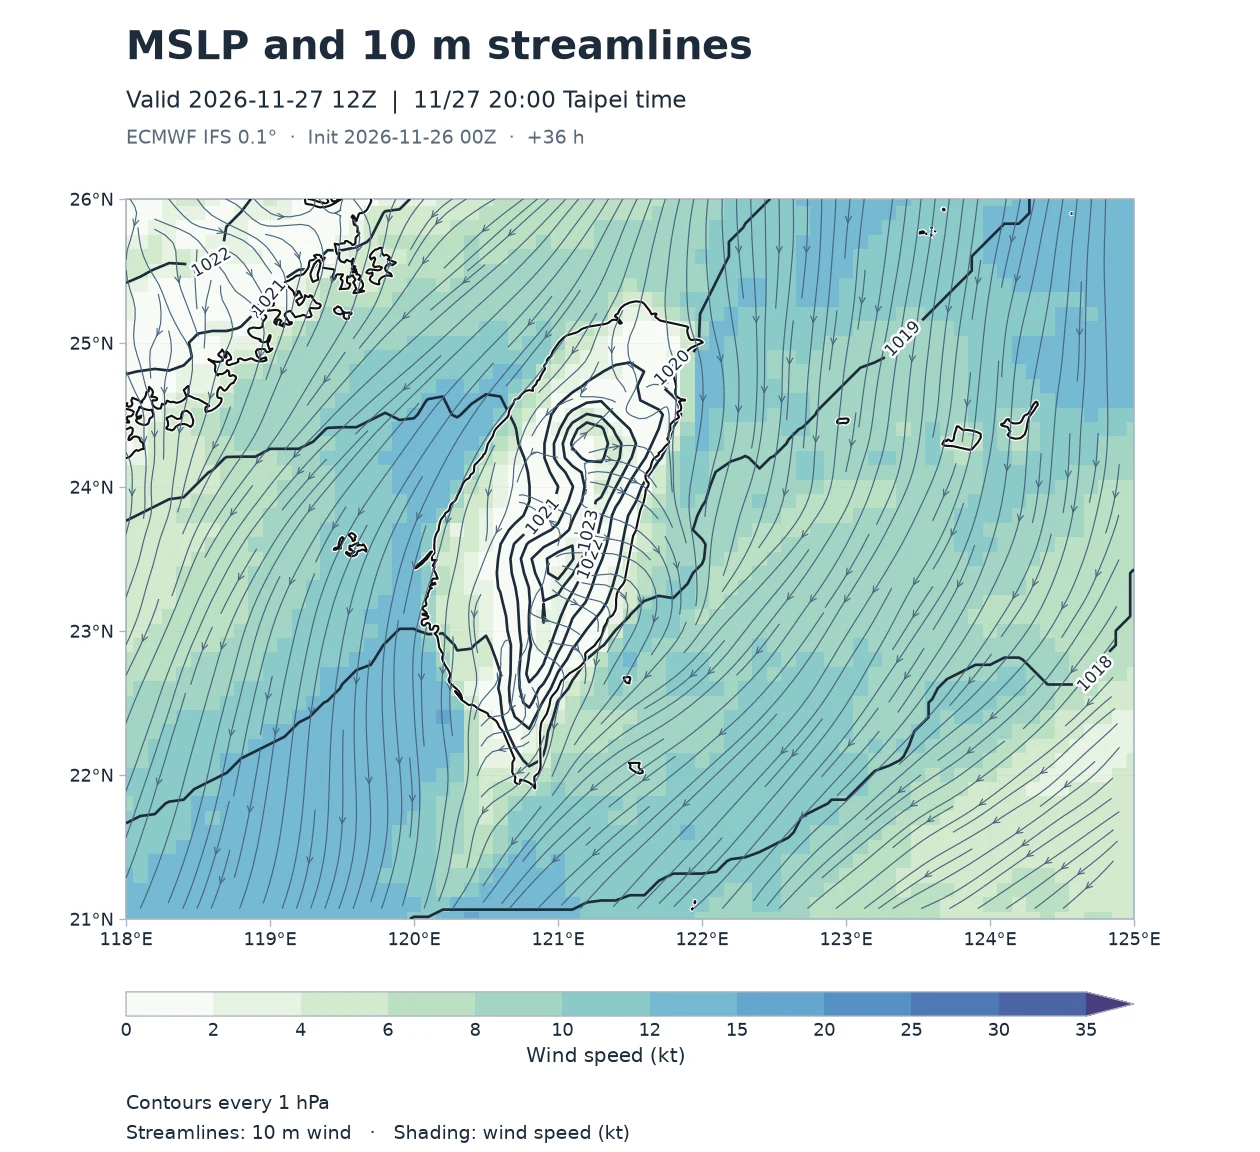 MSLP and 10 m streamlines
Valid 2026-11-27 12Z | 11/27 20:00 Taipei time
ECMWF IFS 0.1° · Init 2026-11-26 00Z · +36 h
26°N
1022
1021
25°N
1019
1020
24°N
1021
1023
1022
23°N
1018
22°N
21°N
118°E 119°E 120°E 121°E 122°E 123°E 124°E 125°E
0 2 4 6 8 10 12 15 20 25 30 35
Wind speed (kt)
Contours every 1 hPa
Streamlines: 10 m wind · Shading: wind speed (kt)